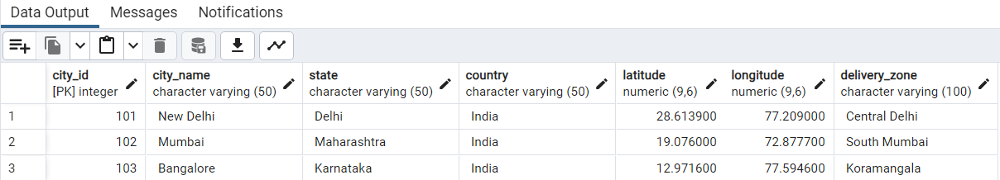 Data Output Messages Notifications
city_id city_name state country latitude longitude delivery_zone
[PK] integer character varying (50) character varying (50) character varying (50) numeric (9,6) numeric (9,6) character varying (100)
1 101 New Delhi Delhi India 28.613900 77.209000 Central Delhi
2 102 Mumbai Maharashtra India 19.076000 72.877700 South Mumbai
3 103 Bangalore Karnataka India 12.971600 77.594600 Koramangala